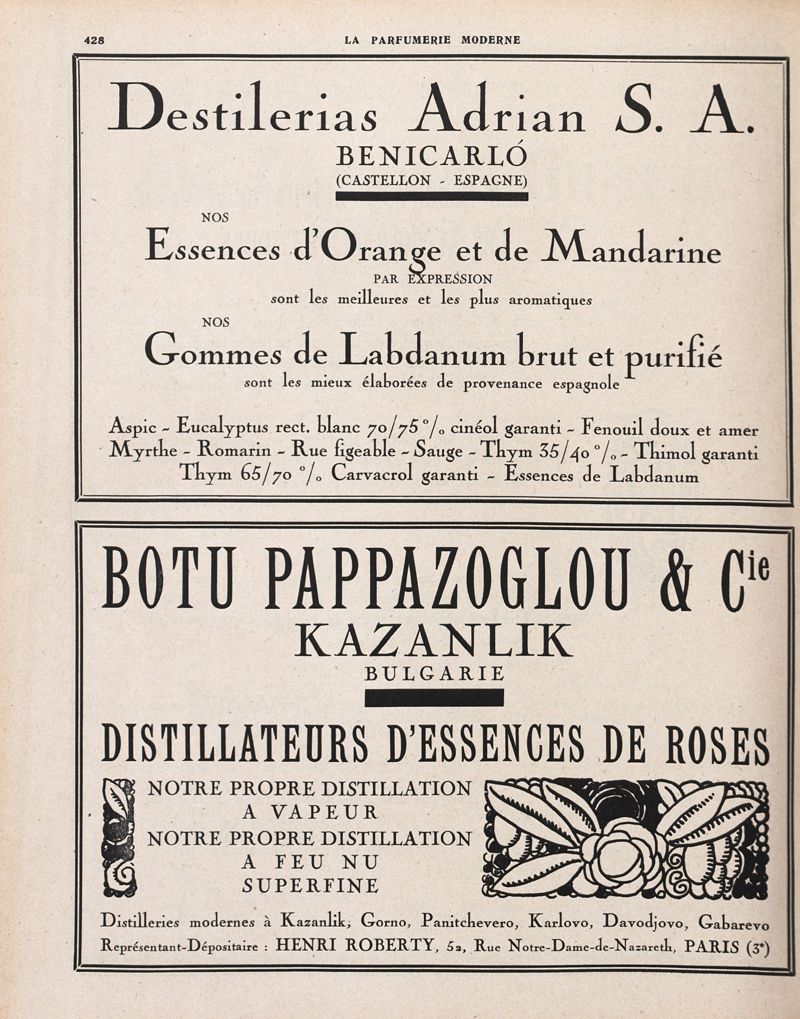 428
LA PARFUMERIE MODERNE
Destilerias Adrian S. A.
BENICARLÓ
(CASTELLON - ESPAGNE)
NOS
Essences d'Orange et de Mandarine
PAR EXPRESSION
sont les meilleures et les plus aromatiques
NOS
Gommes de Labdanum brut et purifié
sont les mieux élaborées de provenance espagnole
Aspic - Eucalyptus rect. blanc 70/75 % cinéol garanti - Fenouil doux et amer
Myrthe - Romarin - Rue figeable - Sauge - Thym 35/40 % - Thimol garanti
Thym 65/70 % Carvacrol garanti - Essences de Labdanum
BOTU PAPPAZOGLOU & Cie
KAZANLIK
BULGARIE
DISTILLATEURS D'ESSENCES DE ROSES
NOTRE PROPRE DISTILLATION
A VAPEUR
NOTRE PROPRE DISTILLATION
A FEU NU
SUPERFINE
Distilleries modernes à Kazanlik, Gorno, Panitchevero, Karlovo, Davodjovo, Gabarevo
Représentant-Dépositaire : HENRI ROBERTY, 52, Rue Notre-Dame-de-Nazareth, PARIS (3e)